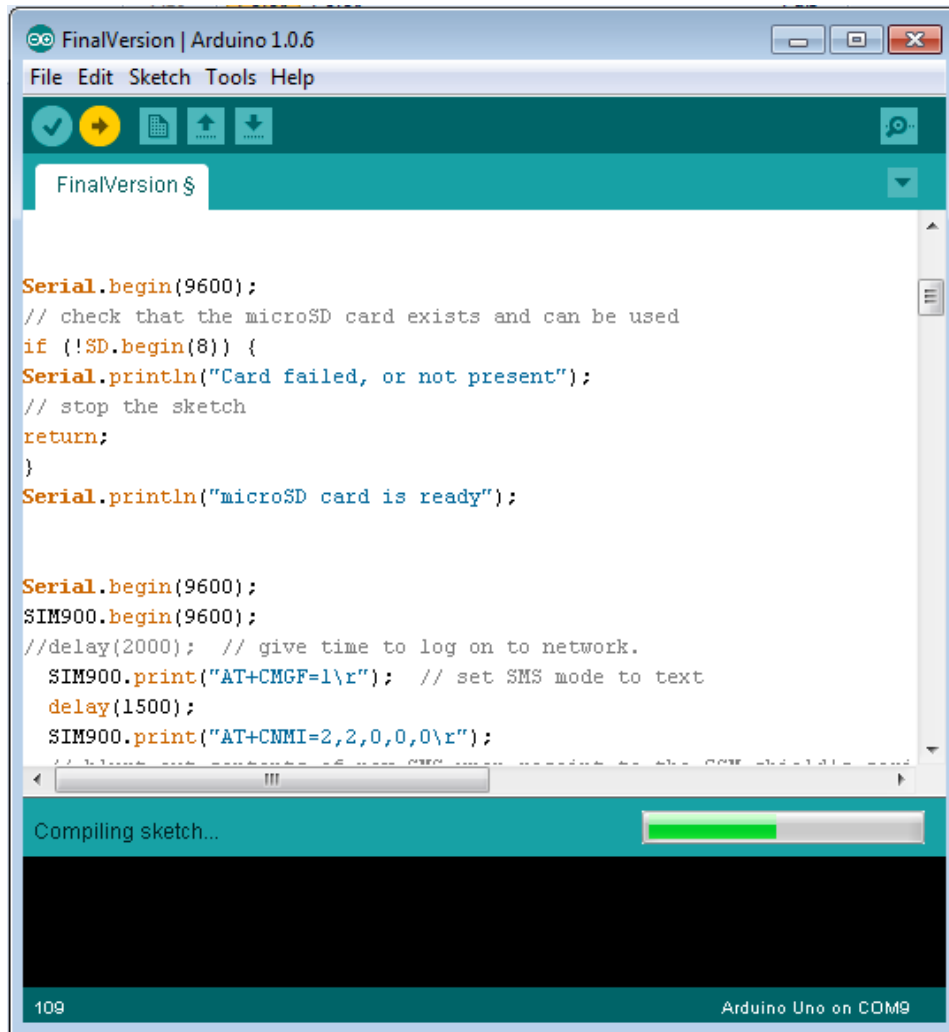 FinalVersion | Arduino 1.0.6
File Edit Sketch Tools Help
FinalVersion §
Serial.begin(9600);
// check that the microSD card exists and can be used
if (!SD.begin(8)) {
Serial.println("Card failed, or not present");
// stop the sketch
return;
}
Serial.println("microSD card is ready");
Serial.begin(9600);
SIM900.begin(9600);
//delay(2000);  // give time to log on to network.
SIM900.print("AT+CMGF=1\r");  // set SMS mode to text
delay(1500);
SIM900.print("AT+CNMI=2,2,0,0,0\r");
Compiling sketch...
109
Arduino Uno on COM9